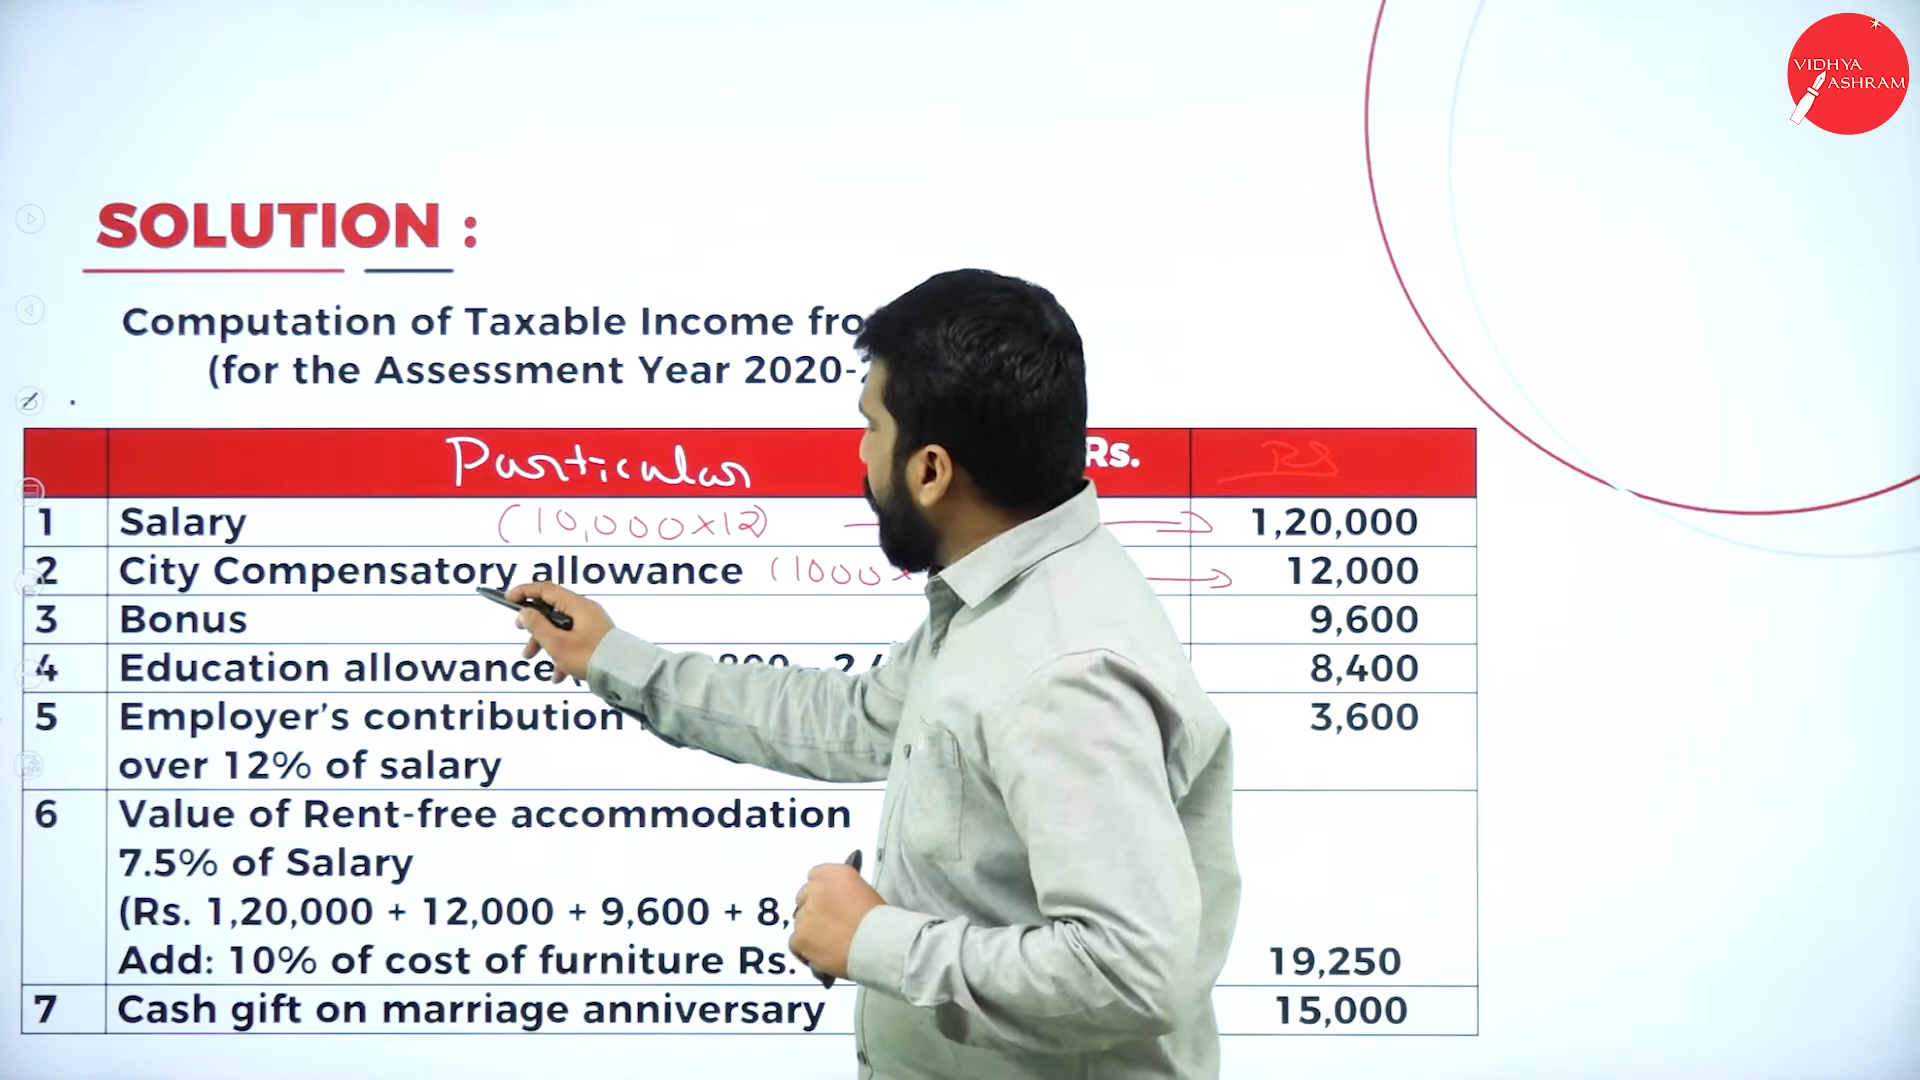 VIDHYA
ASHRAM
SOLUTION :
Computation of Taxable Income
(for the Assessment Year 2020-
Particular Rs. Rs
1 Salary (10,000×12) 1,20,000
2 City Compensatory allowance (1000× 12,000
3 Bonus 9,600
4 Education allowance 8,400
5 Employer's contribution 3,600
over 12% of salary
6 Value of Rent-free accommodation
7.5% of Salary
(Rs. 1,20,000 + 12,000 + 9,600 + 8,
Add: 10% of cost of furniture Rs. 19,250
7 Cash gift on marriage anniversary 15,000